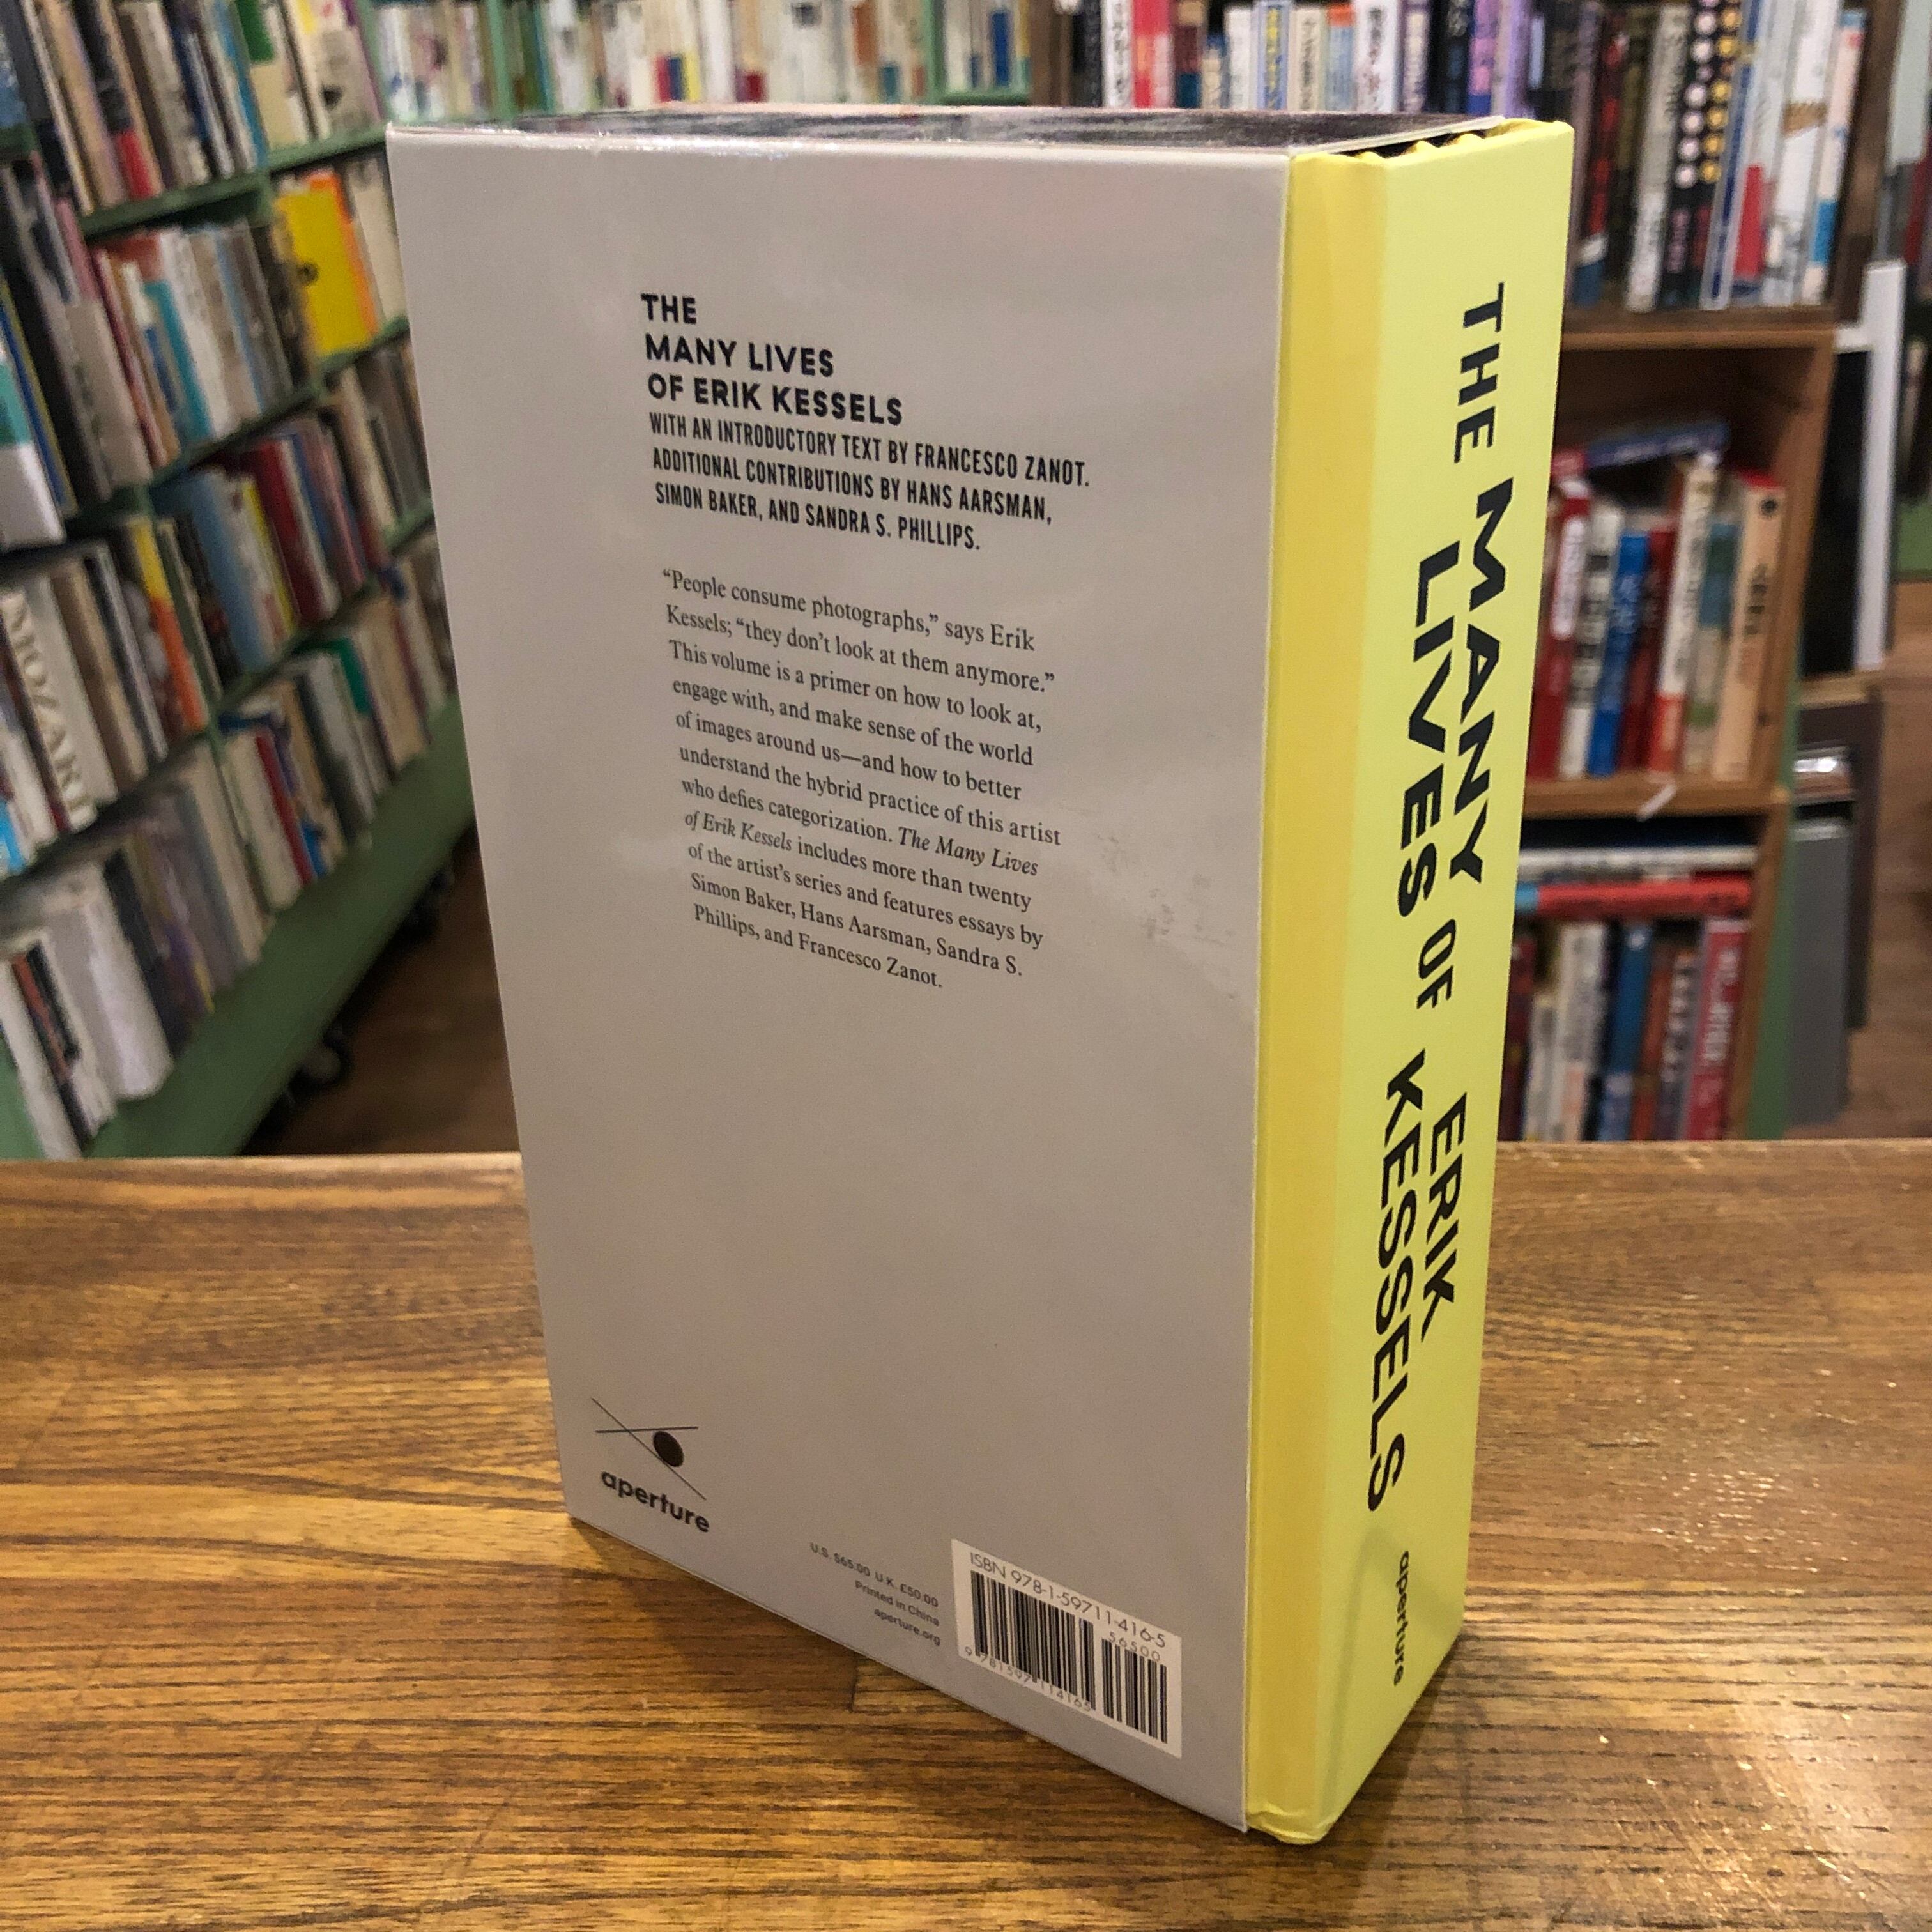 THE
MANY LIVES
OF ERIK KESSELS
WITH AN INTRODUCTORY TEXT BY FRANCESCO ZANOT.
ADDITIONAL CONTRIBUTIONS BY HANS AARSMAN,
SIMON BAKER, AND SANDRA S. PHILLIPS.
“People consume photographs,” says Erik
Kessels; “they don’t look at them anymore.”
This volume is a primer on how to look at,
engage with, and make sense of the world
of images around us—and how to better
understand the hybrid practice of this artist
who defies categorization. The Many Lives
of Erik Kessels includes more than twenty
of the artist’s series and features essays by
Simon Baker, Hans Aarsman, Sandra S.
Phillips, and Francesco Zanot.
aperture
U.S. $65.00 U.K. £50.00
Printed in China
aperture.org
ISBN 978-1-59711-416-5
56500
9 781597 114165
THE MANY
LIVES OF
ERIK
KESSELS
aperture
MOZART